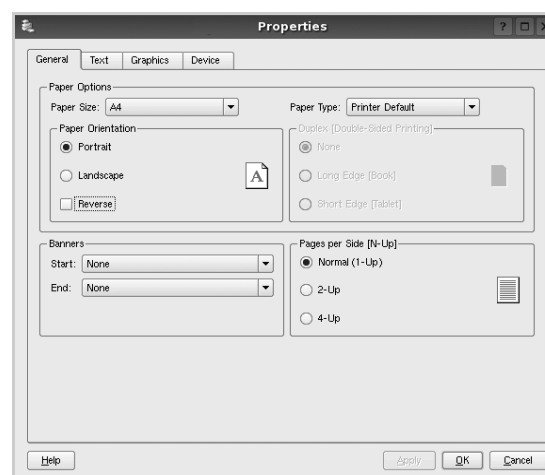 Properties
General Text Graphics Device
Paper Options
Paper Size: A4
Paper Type: Printer Default
Paper Orientation
Portrait
Landscape
Reverse
A
Duplex [Double-Sided Printing]
None
Long Edge [Book]
Short Edge [Tablet]
Banners
Start: None
End: None
Pages per Side [N-Up]
Normal (1-Up)
2-Up
4-Up
Help Apply OK Cancel